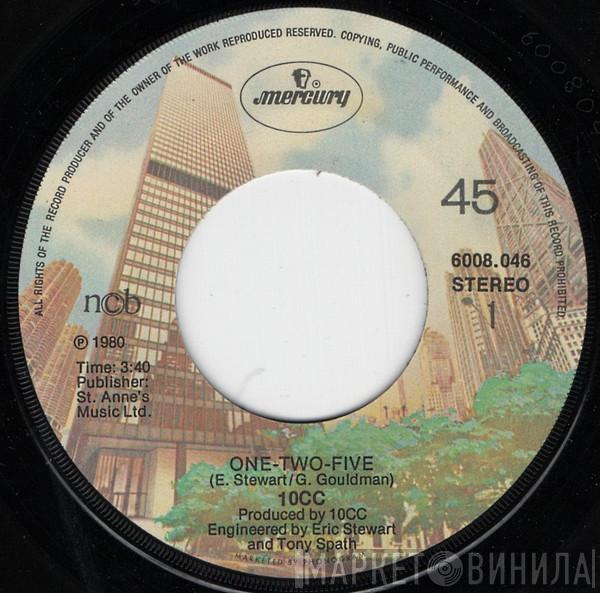 ALL RIGHTS OF THE RECORD PRODUCER AND OF THE OWNER OF THE WORK REPRODUCED RESERVED. COPYING, PUBLIC PERFORMANCE AND BROADCASTING OF THIS RECORD PROHIBITED
mercury
45
6008.046
STEREO
1
ncb
℗ 1980
Time: 3:40
Publisher:
St. Anne's
Music Ltd.
ONE-TWO-FIVE
(E. Stewart/G. Gouldman)
10CC
Produced by 10CC
Engineered by Eric Stewart
and Tony Spath
MARKETED BY PHONOGRAM
МАРКЕТ ВИНИЛА